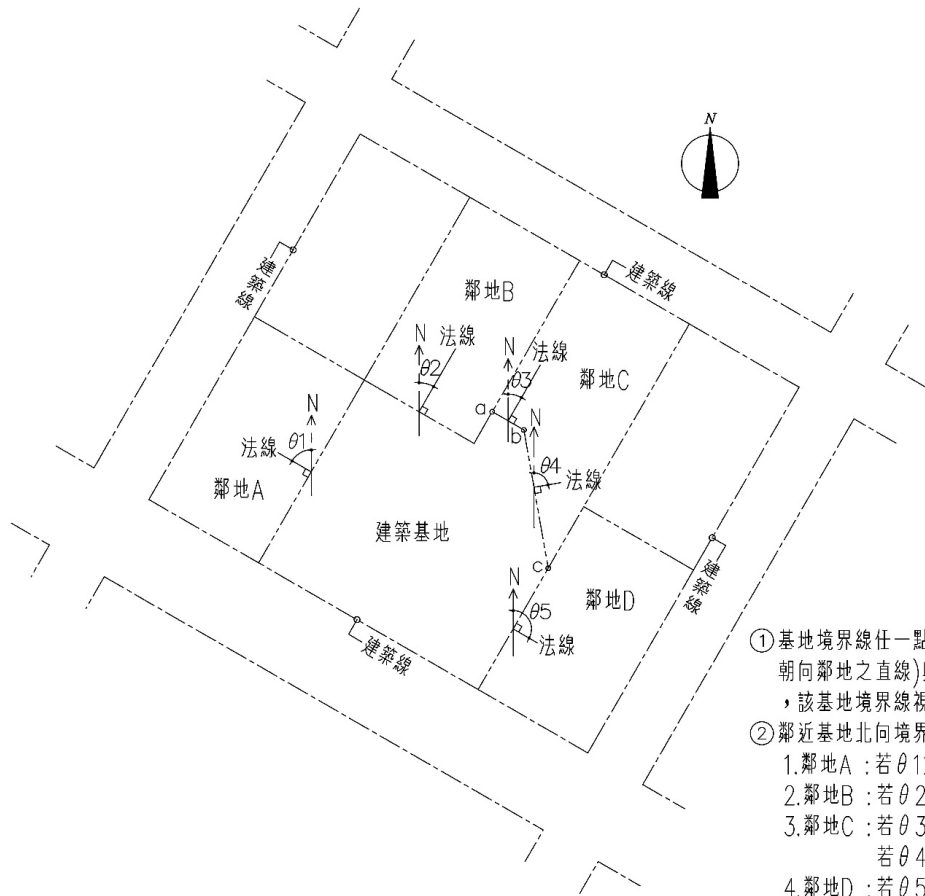 N
建築線
建築線
鄰地B
N
法線
θ2
N
法線
θ3
鄰地C
a
b
N
θ4
法線
N
θ1
法線
鄰地A
建築基地
c
鄰地D
建築線
N
θ5
法線
建築線
①基地境界線任一點
朝向鄰地之直線)
，該基地境界線視
②鄰近基地北向境界
1.鄰地A：若θ1
2.鄰地B：若θ2
3.鄰地C：若θ3
若θ4
4.鄰地D：若θ5